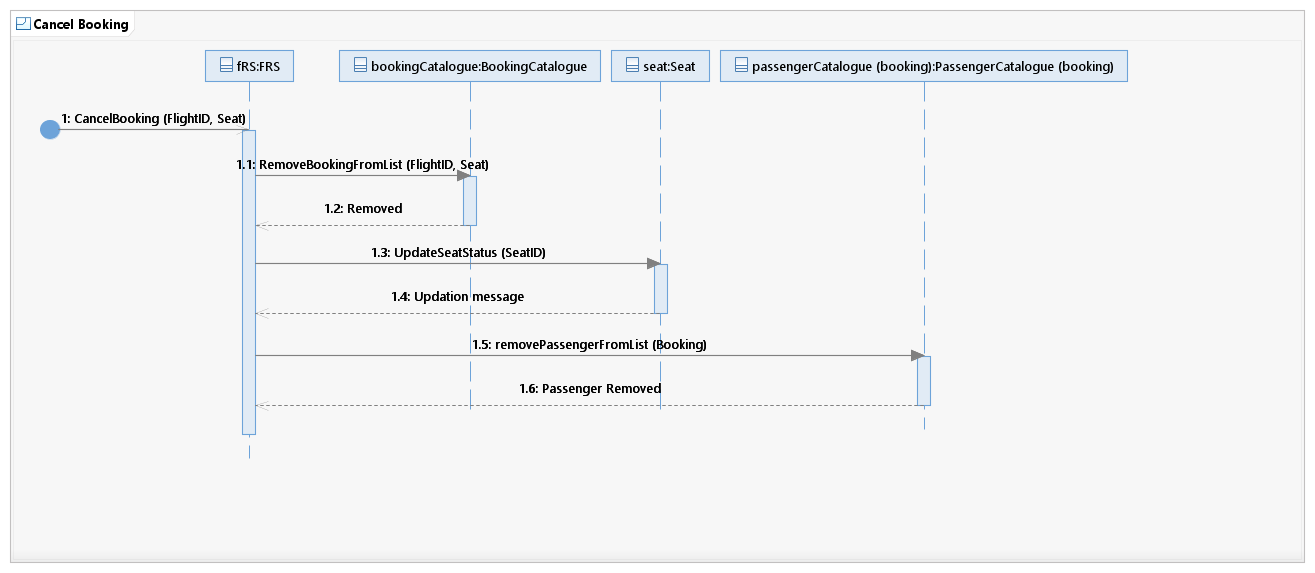 Cancel Booking
fRS:FRS
bookingCatalogue:BookingCatalogue
seat:Seat
passengerCatalogue (booking):PassengerCatalogue (booking)
1: CancelBooking (FlightID, Seat)
1.1: RemoveBookingFromList (FlightID, Seat)
1.2: Removed
1.3: UpdateSeatStatus (SeatID)
1.4: Updation message
1.5: removePassengerFromList (Booking)
1.6: Passenger Removed